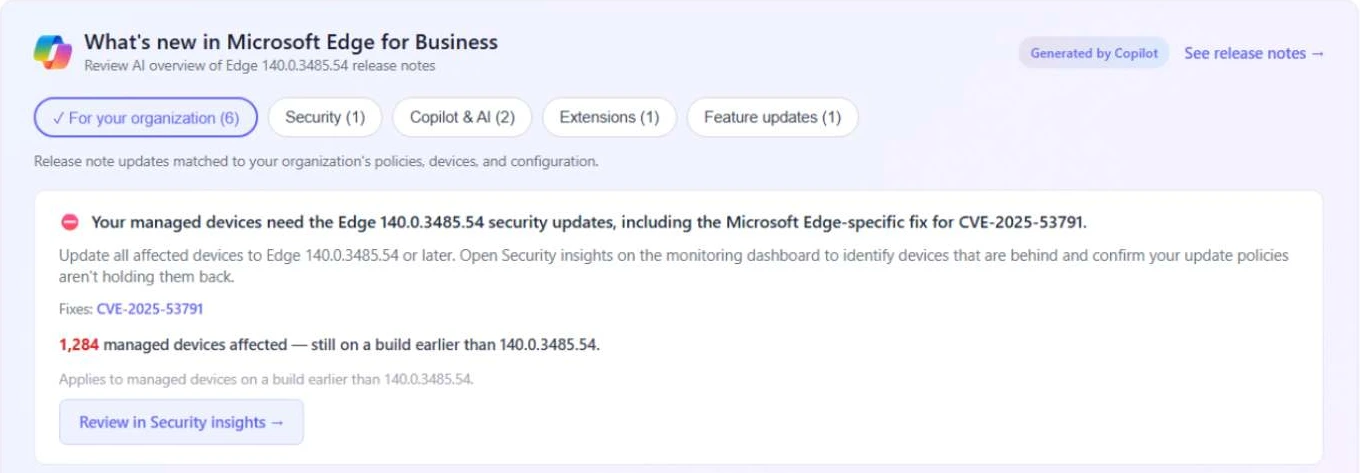 What's new in Microsoft Edge for Business
Review AI overview of Edge 140.0.3485.54 release notes
Generated by Copilot
See release notes →
✓ For your organization (6)
Security (1)
Copilot & AI (2)
Extensions (1)
Feature updates (1)
Release note updates matched to your organization's policies, devices, and configuration.
Your managed devices need the Edge 140.0.3485.54 security updates, including the Microsoft Edge-specific fix for CVE-2025-53791.
Update all affected devices to Edge 140.0.3485.54 or later. Open Security insights on the monitoring dashboard to identify devices that are behind and confirm your update policies
aren't holding them back.
Fixes: CVE-2025-53791
1,284 managed devices affected — still on a build earlier than 140.0.3485.54.
Applies to managed devices on a build earlier than 140.0.3485.54.
Review in Security insights →